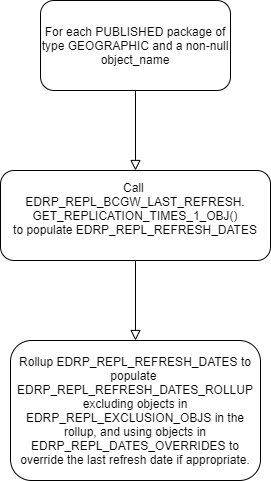 For each PUBLISHED package of
type GEOGRAPHIC and a non-null
object_name
Call
EDRP_REPL_BCGW_LAST_REFRESH.
GET_REPLICATION_TIMES_1_OBJ()
to populate EDRP_REPL_REFRESH_DATES
Rollup EDRP_REPL_REFRESH_DATES to
populate
EDRP_REPL_REFRESH_DATES_ROLLUP
excluding objects in
EDRP_REPL_EXCLUSION_OBJS in the
rollup, and using objects in
EDRP_REPL_DATES_OVERRIDES to
override the last refresh date if appropriate.